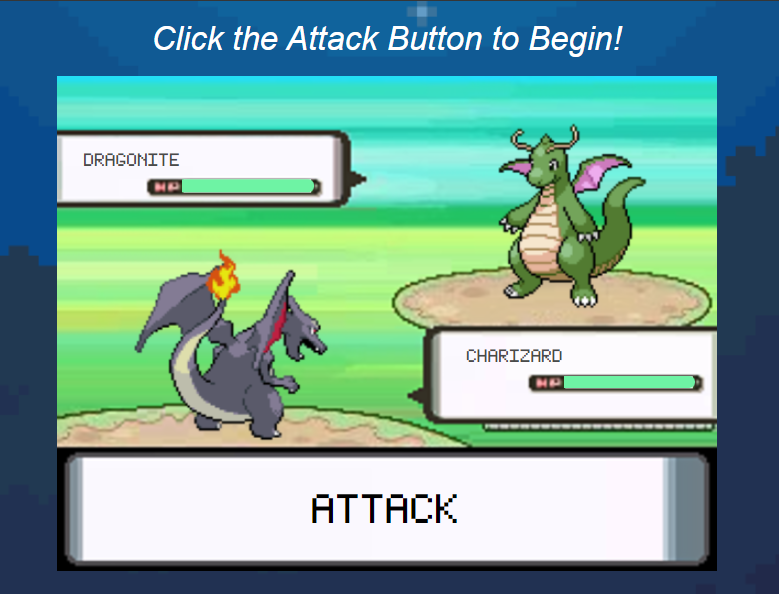 Click the Attack Button to Begin!
DRAGONITE
HP
CHARIZARD
HP
ATTACK